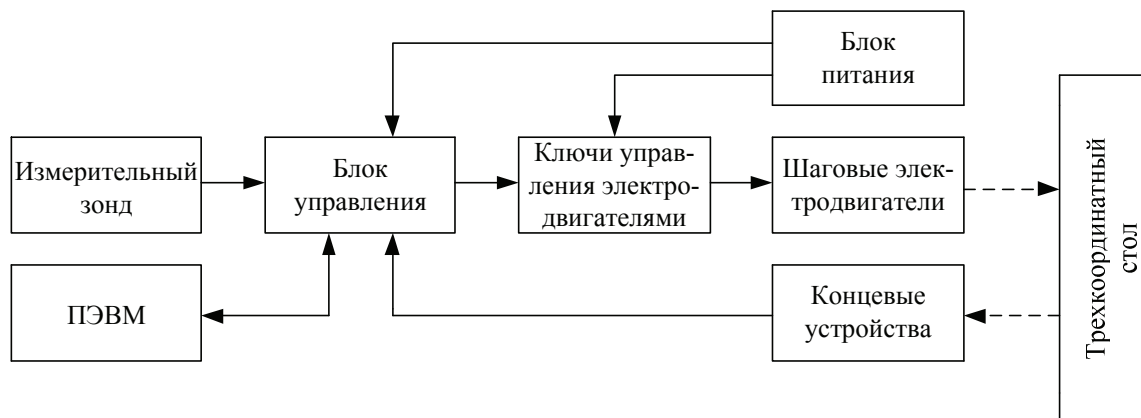 Блок
питания
Измерительный
зонд
Блок
управления
Ключи управ-
ления электро-
двигателями
Шаговые элек-
тродвигатели
ПЭВМ
Концевые
устройства
Трехкоординатный
стол